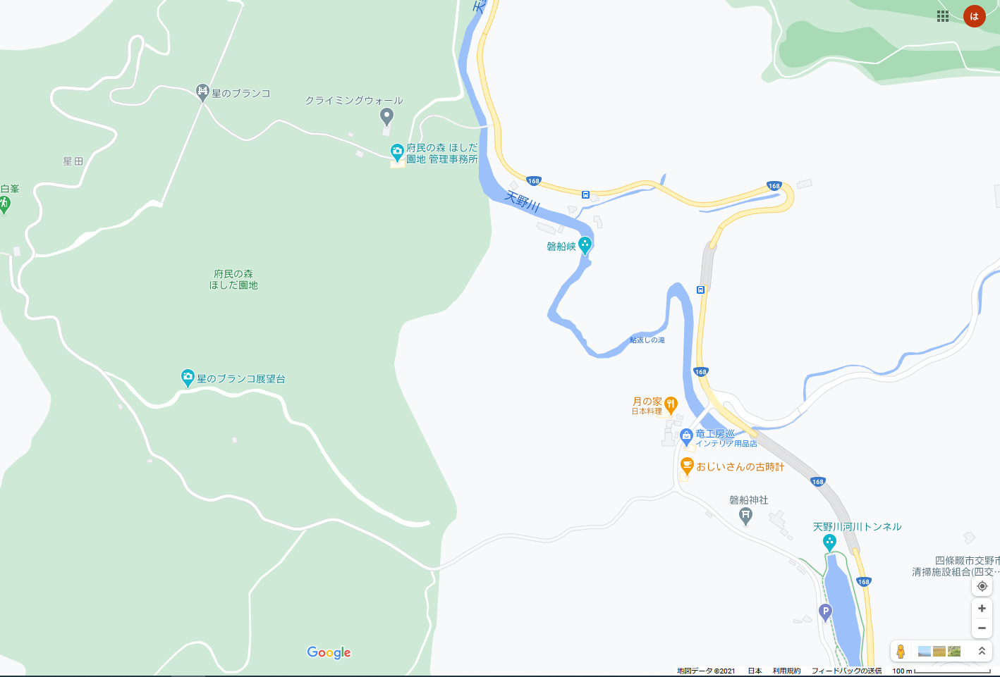 は
星のブランコ
クライミングウォール
府民の森 ほしだ
園地 管理事務所
星田
168
168
白峯
天野川
磐船峡
府民の森
ほしだ園地
鮎返しの滝
星のブランコ展望台
168
月の家
日本料理
竜工房巡
インテリア用品店
おじいさんの古時計
168
磐船神社
天野川河川トンネル
四條畷市交野市
清掃施設組合(四交…
168
P
Google
地図データ ©2021 日本 利用規約 フィードバックの送信 100 m